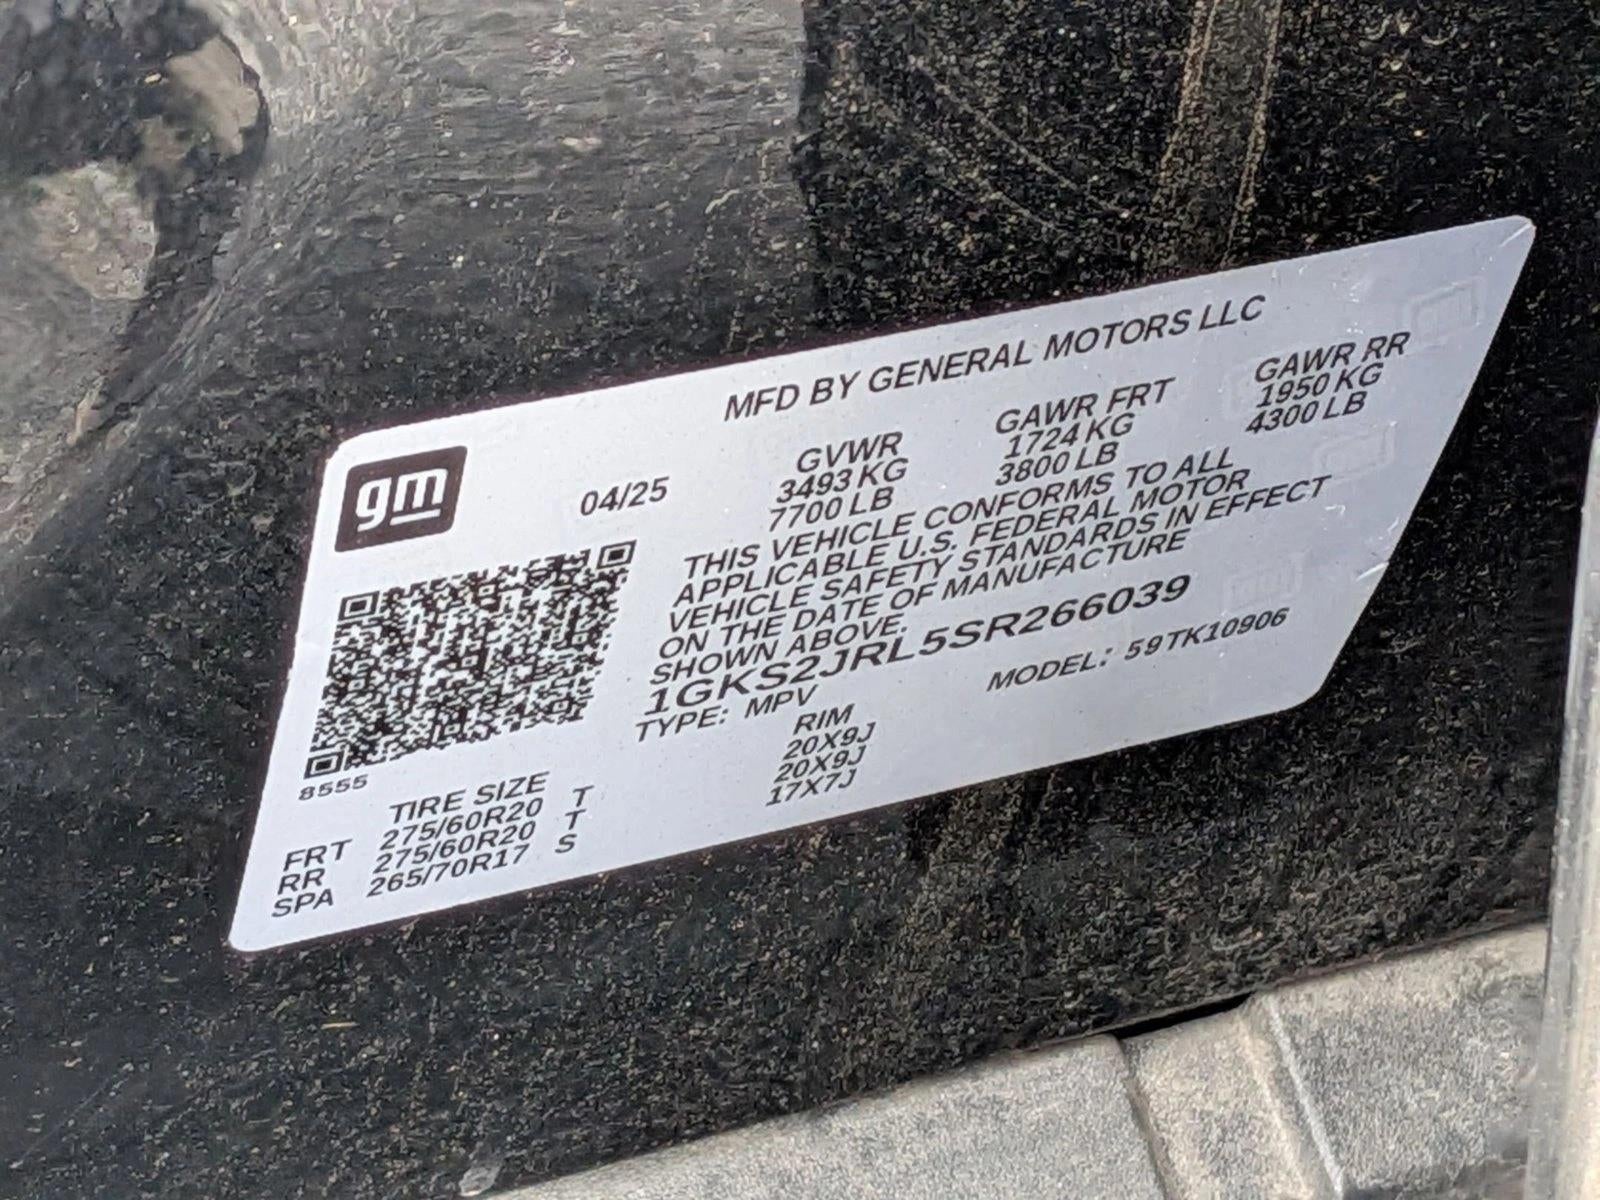 MFD BY GENERAL MOTORS LLC
gm
04/25
GVWR GAWR FRT GAWR RR
3493 KG 1724 KG 1950 KG
7700 LB 3800 LB 4300 LB
THIS VEHICLE CONFORMS TO ALL
APPLICABLE U.S. FEDERAL MOTOR
VEHICLE SAFETY STANDARDS IN EFFECT
ON THE DATE OF MANUFACTURE
SHOWN ABOVE.
1GKS2JRL5SR266039
TYPE: MPV MODEL: 59TK10906
8555
TIRE SIZE RIM
FRT 275/60R20 T 20X9J
RR 275/60R20 T 20X9J
SPA 265/70R17 S 17X7J